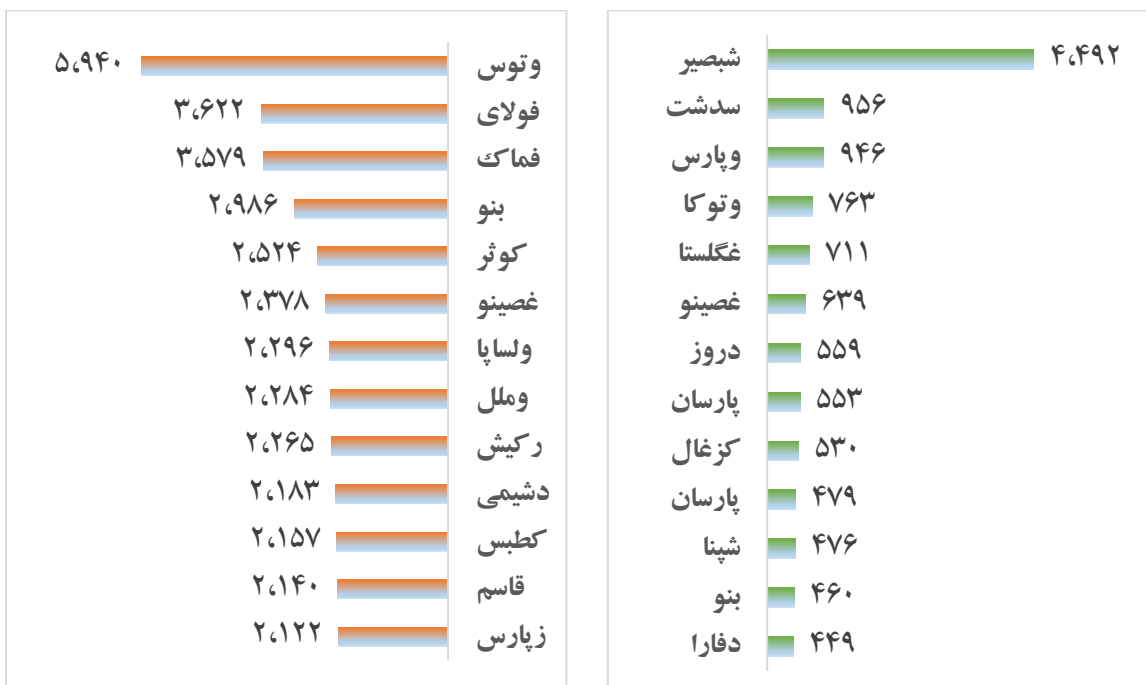 شبصیر ۴،۴۹۲
سدشت ۹۵۶
وپارس ۹۴۶
وتوکا ۷۶۳
غگلستا ۷۱۱
غصینو ۶۳۹
دروز ۵۵۹
پارسان ۵۵۳
کزغال ۵۳۰
پارسان ۴۷۹
شپنا ۴۷۶
بنو ۴۶۰
دفارا ۴۴۹
وتوس ۵،۹۴۰
فولای ۳،۶۲۲
فماک ۳،۵۷۹
بنو ۲،۹۸۶
کوثر ۲،۵۲۴
غصینو ۲،۳۷۸
ولساپا ۲،۲۹۶
وملل ۲،۲۸۴
رکیش ۲،۲۶۵
دشیمی ۲،۱۸۳
کطبس ۲،۱۵۷
قاسم ۲،۱۴۰
زپارس ۲،۱۲۲